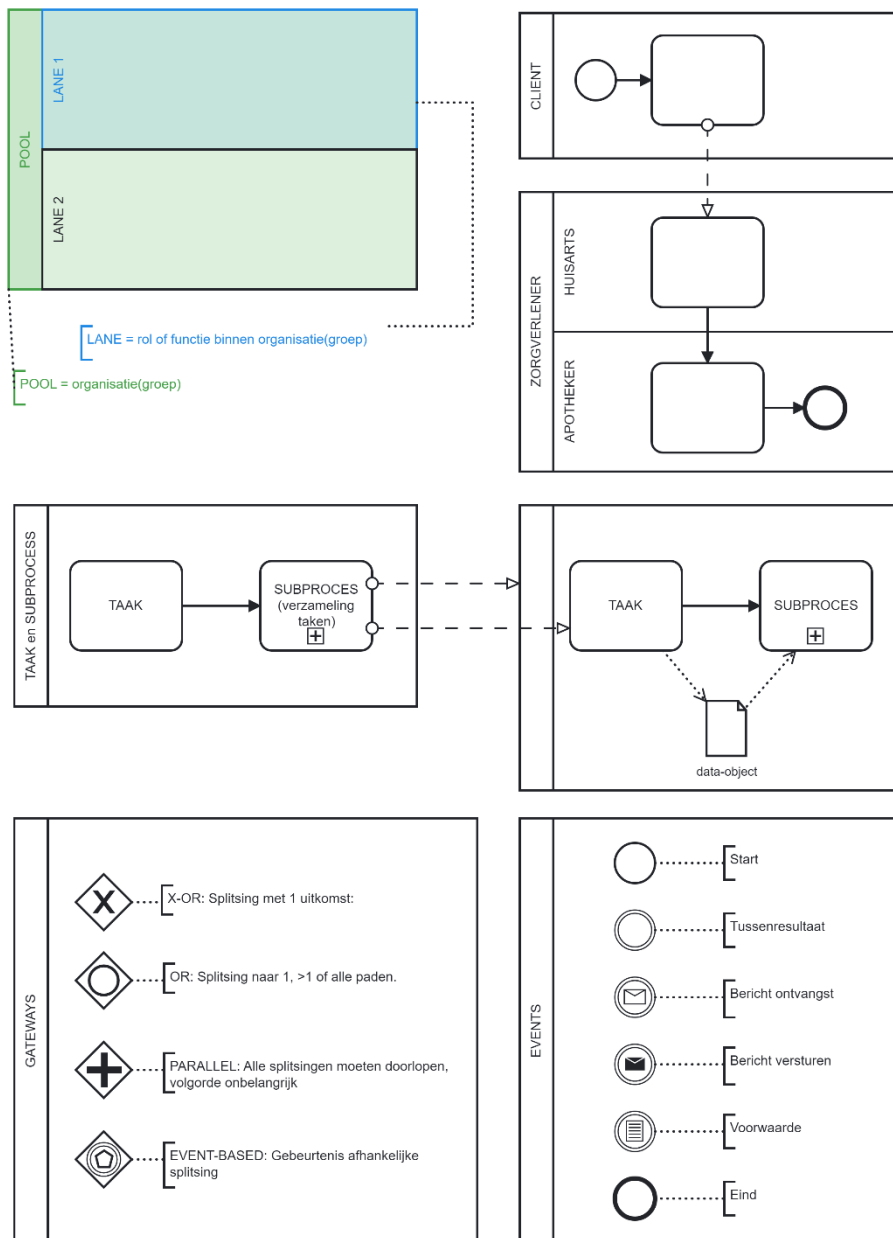 POOL
LANE 1
LANE 2
LANE = rol of functie binnen organisatie(groep)
POOL = organisatie(groep)
CLIENT
ZORGVERLENER
HUISARTS
APOTHEKER
TAAK en SUBPROCESS
TAAK
SUBPROCES
(verzameling
taken)
TAAK
SUBPROCES
data-object
GATEWAYS
X
X-OR: Splitsing met 1 uitkomst:
OR: Splitsing naar 1, >1 of alle paden.
PARALLEL: Alle splitsingen moeten doorlopen,
volgorde onbelangrijk
EVENT-BASED: Gebeurtenis afhankelijke
splitsing
EVENTS
Start
Tussenresultaat
Bericht ontvangst
Bericht versturen
Voorwaarde
Eind